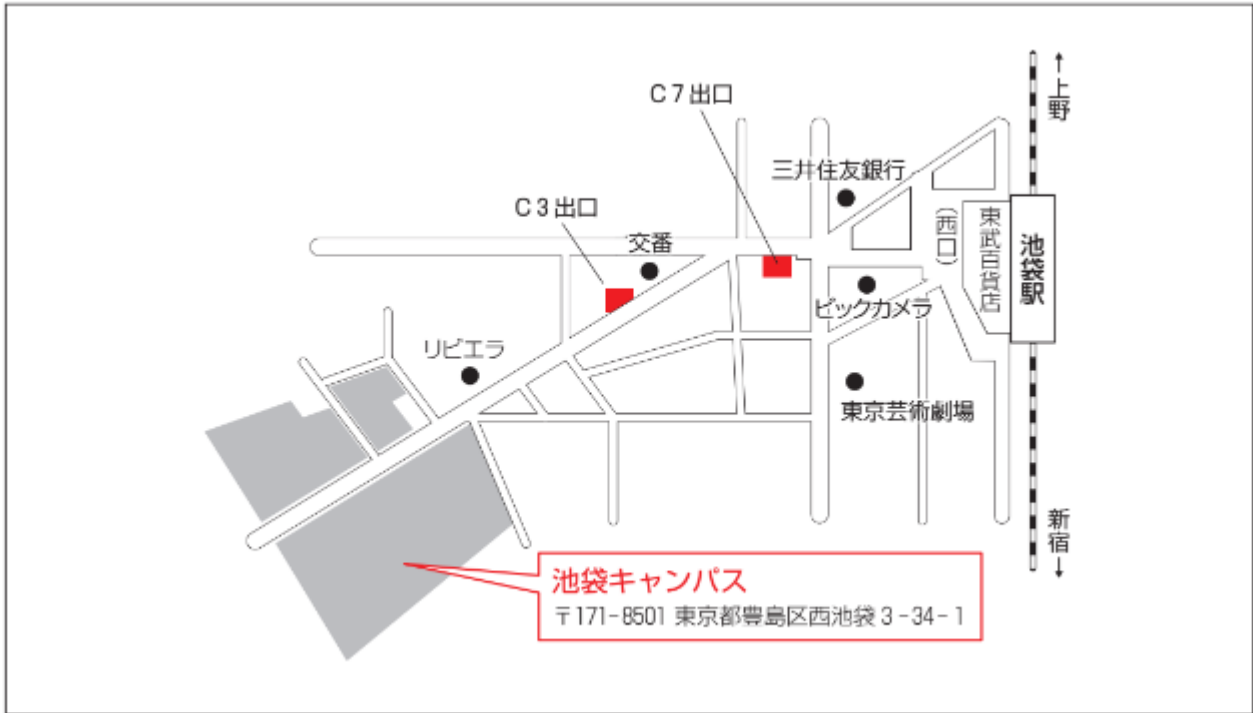 ↑上野
C7出口
三井住友銀行
C3出口
交番
(西口)
東武百貨店
池袋駅
ビックカメラ
リビエラ
東京芸術劇場
新宿↓
池袋キャンパス
〒171-8501 東京都豊島区西池袋3-34-1